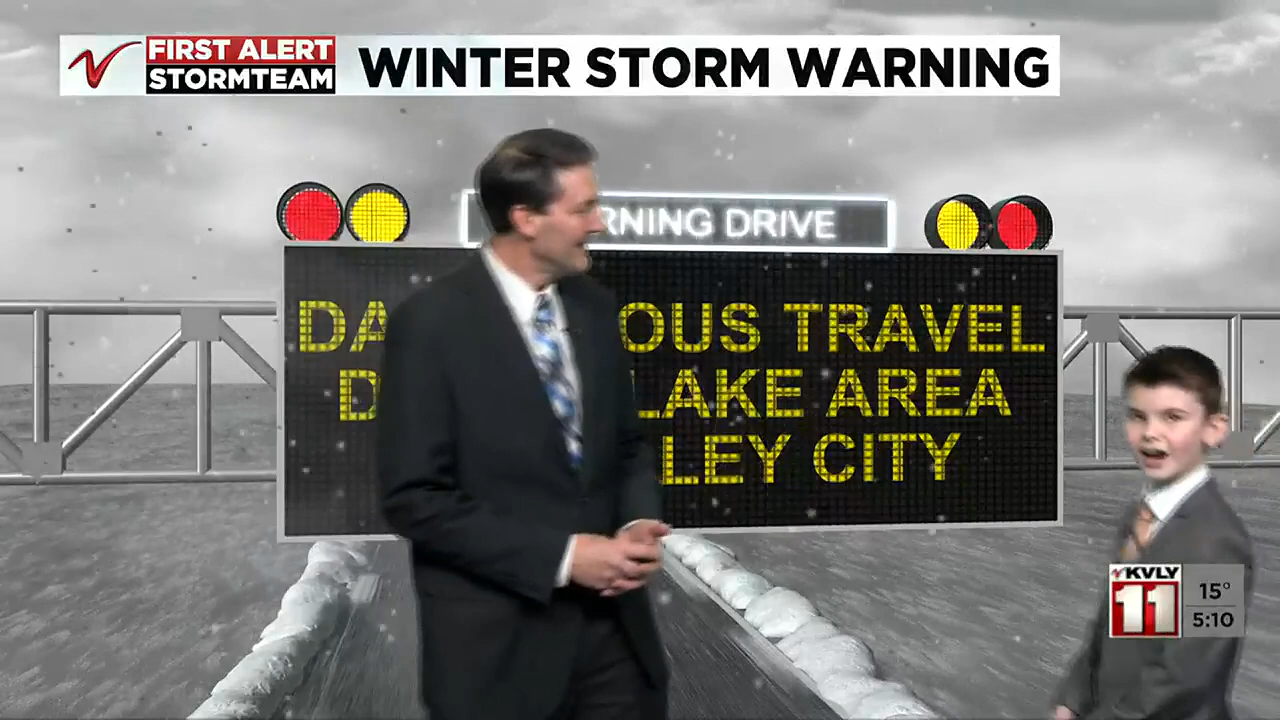 FIRST ALERT
STORMTEAM
WINTER STORM WARNING
RNING DRIVE
DA OUS TRAVEL
D LAKE AREA
LEY CITY
KVLY
11
15°
5:10